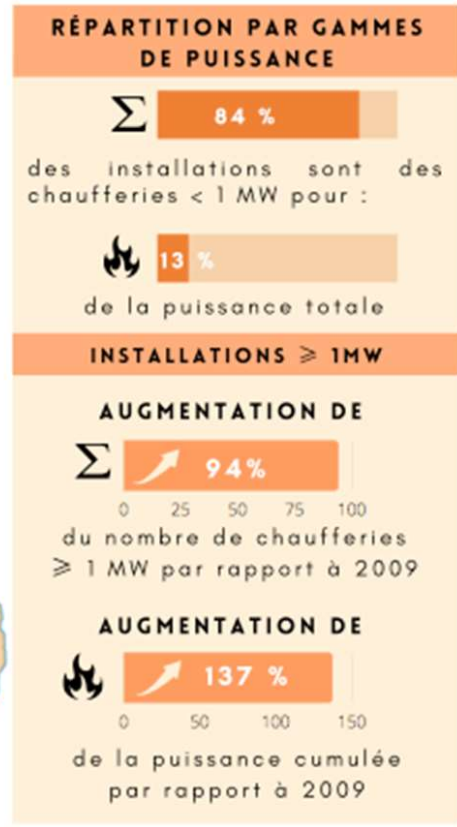 RÉPARTITION PAR GAMMES
DE PUISSANCE
Σ 84 %
des installations sont des
chaufferies < 1 MW pour :
13 %
de la puissance totale
INSTALLATIONS ⩾ 1MW
AUGMENTATION DE
Σ 94%
0 25 50 75 100
du nombre de chaufferies
⩾ 1 MW par rapport à 2009
AUGMENTATION DE
137 %
0 50 100 150
de la puissance cumulée
par rapport à 2009